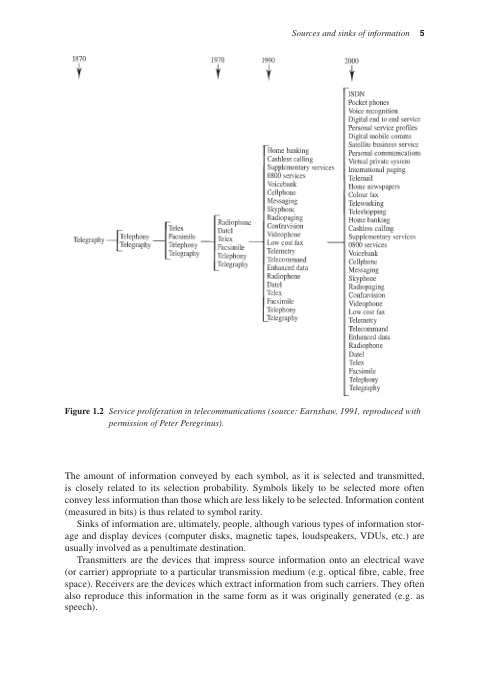 Sources and sinks of information 5
1870
1970
1990
2000
Telegraphy
Telephony
Telegraphy
Telex
Facsimile
Telephony
Telegraphy
Radiophone
Datel
Telex
Facsimile
Telephony
Telegraphy
Home banking
Cashless calling
Supplementary services
0800 services
Voicebank
Cellphone
Messaging
Skyphone
Radiopaging
Confravision
Videophone
Low cost fax
Telemetry
Telecommand
Enhanced data
Radiophone
Datel
Telex
Facsimile
Telephony
Telegraphy
ISDN
Pocket phones
Voice recognition
Digital end to end service
Personal service profiles
Digital mobile comms
Satellite business service
Personal communications
Virtual private system
International paging
Telemail
Home newspapers
Colour fax
Teleworking
Teleshopping
Home banking
Cashless calling
Supplementary services
0800 services
Voicebank
Cellphone
Messaging
Skyphone
Radiopaging
Confravision
Videophone
Low cost fax
Telemetry
Telecommand
Enhanced data
Radiophone
Datel
Telex
Facsimile
Telephony
Telegraphy
Figure 1.2 Service proliferation in telecommunications (source: Earnshaw, 1991, reproduced with
permission of Peter Peregrinus).
The amount of information conveyed by each symbol, as it is selected and transmitted,
is closely related to its selection probability. Symbols likely to be selected more often
convey less information than those which are less likely to be selected. Information content
(measured in bits) is thus related to symbol rarity.
Sinks of information are, ultimately, people, although various types of information stor-
age and display devices (computer disks, magnetic tapes, loudspeakers, VDUs, etc.) are
usually involved as a penultimate destination.
Transmitters are the devices that impress source information onto an electrical wave
(or carrier) appropriate to a particular transmission medium (e.g. optical fibre, cable, free
space). Receivers are the devices which extract information from such carriers. They often
also reproduce this information in the same form as it was originally generated (e.g. as
speech).